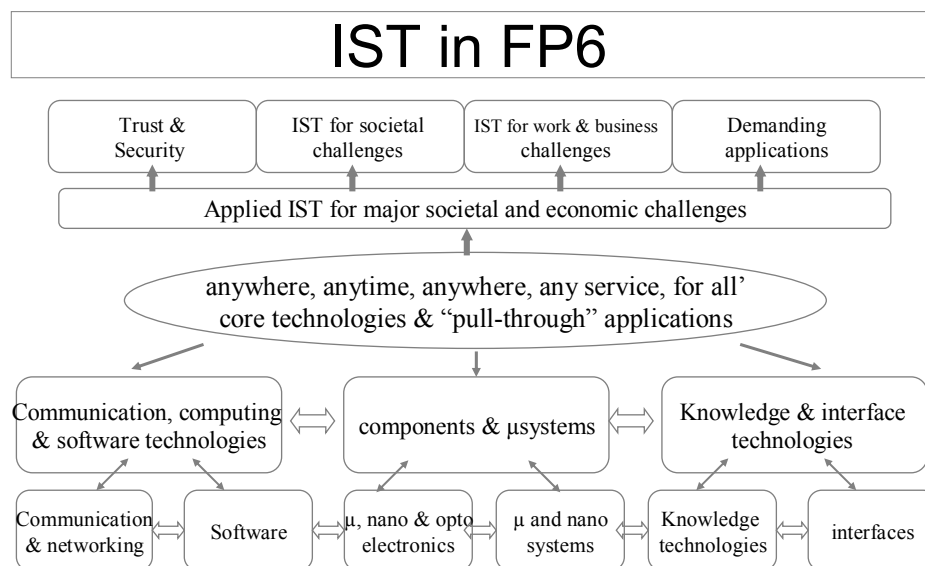 IST in FP6
Trust &
Security
IST for societal
challenges
IST for work & business
challenges
Demanding
applications
Applied IST for major societal and economic challenges
anywhere, anytime, anywhere, any service, for all’
core technologies & “pull-through” applications
Communication, computing
& software technologies
components & µsystems
Knowledge & interface
technologies
Communication
& networking
Software
µ, nano & opto
electronics
µ and nano
systems
Knowledge
technologies
interfaces